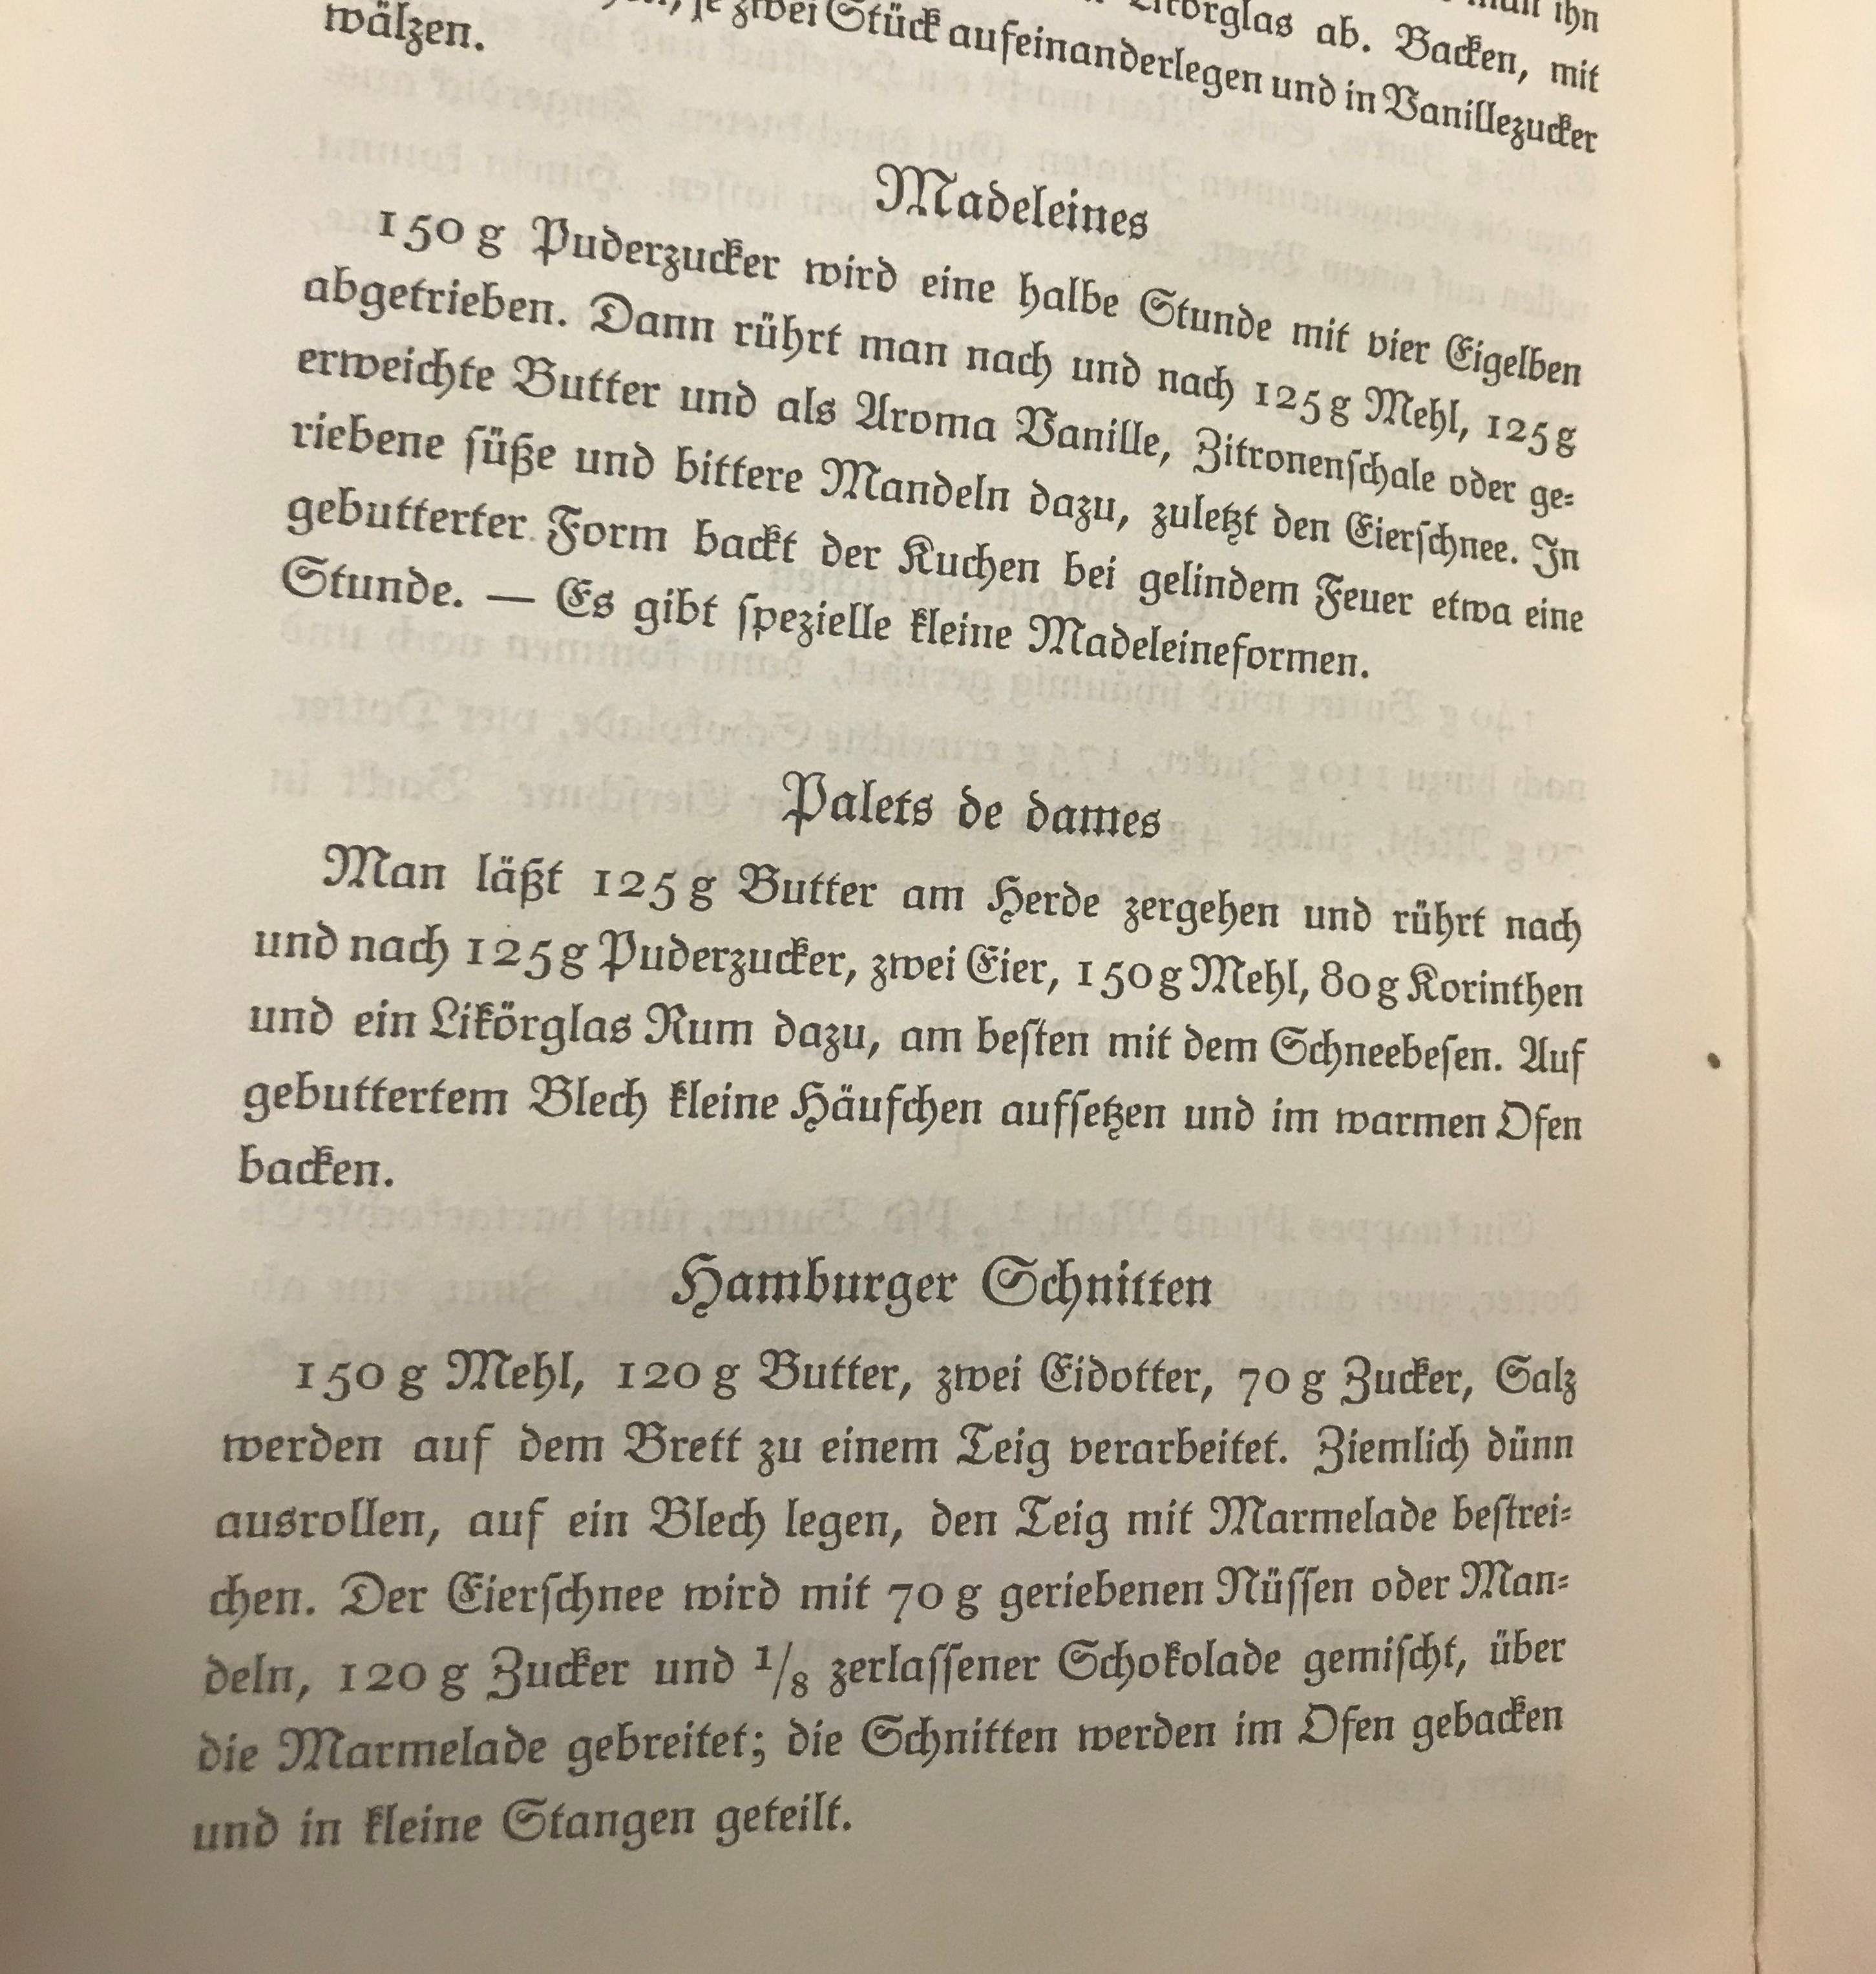 ihn
Likörglas ab. Backen, mit
je zwei Stück aufeinanderlegen und in Vanillezucker
wälzen.
Madeleines
150 g Puderzucker wird eine halbe Stunde mit vier Eigelben
abgetrieben. Dann rührt man nach und nach 125 g Mehl, 125 g
erweichte Butter und als Aroma Vanille, Zitronenſchale oder ge⸗
riebene ſüße und bittere Mandeln dazu, zuletzt den Eierſchnee. In
gebutterter Form backt der Kuchen bei gelindem Feuer etwa eine
Stunde. — Es gibt ſpezielle kleine Madeleineformen.
Palets de dames
Man läßt 125 g Butter am Herde zergehen und rührt nach
und nach 125 g Puderzucker, zwei Eier, 150 g Mehl, 80 g Korinthen
und ein Likörglas Rum dazu, am beſten mit dem Schneebeſen. Auf
gebuttertem Blech kleine Häufchen aufſetzen und im warmen Ofen
backen.
Hamburger Schnitten
150 g Mehl, 120 g Butter, zwei Eidotter, 70 g Zucker, Salz
werden auf dem Brett zu einem Teig verarbeitet. Ziemlich dünn
ausrollen, auf ein Blech legen, den Teig mit Marmelade beſtrei⸗
chen. Der Eierſchnee wird mit 70 g geriebenen Nüſſen oder Man⸗
deln, 120 g Zucker und 1/8 zerlaſſener Schokolade gemiſcht, über
die Marmelade gebreitet; die Schnitten werden im Ofen gebacken
und in kleine Stangen geteilt.